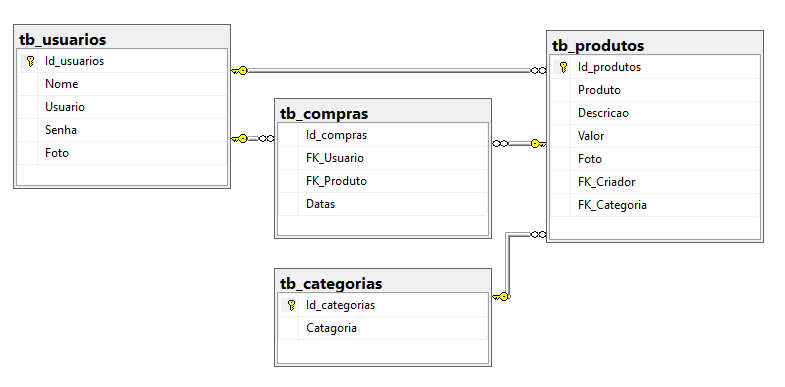 tb_usuarios
Id_usuarios
Nome
Usuario
Senha
Foto
tb_compras
Id_compras
FK_Usuario
FK_Produto
Datas
tb_categorias
Id_categorias
Catagoria
tb_produtos
Id_produtos
Produto
Descricao
Valor
Foto
FK_Criador
FK_Categoria